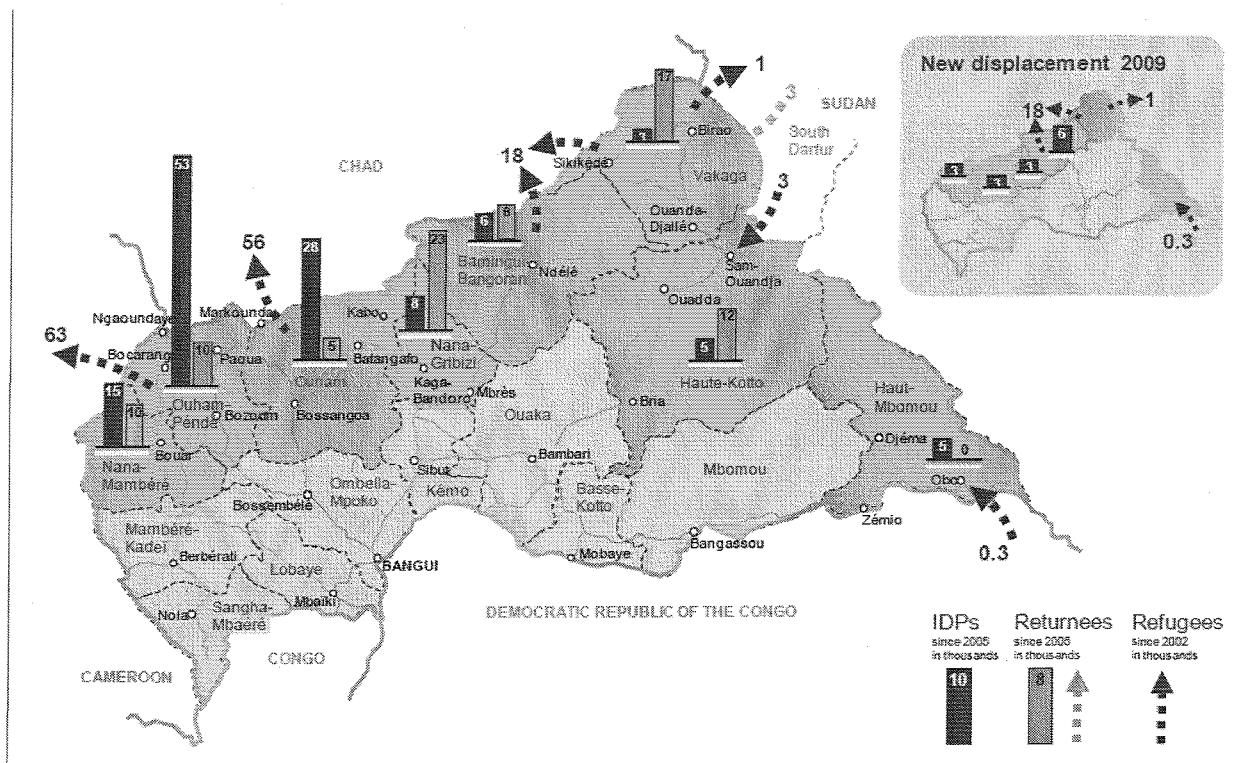 New displacement 2009
18
1
6
3
3
3
0.3
1
3
SUDAN
South
Darfur
17
3
Birao
CHAD
18
Sikikédé
Vakaga
3
53
Ouanda-
Djallé
6
6
56
28
23
Bamingui-
Bangoran
Ndélé
Sam-
Ouandja
Ouadda
Ngaoundaye
Markounda
Kabo
8
12
63
Bocaranga
10
Paoua
5
Batangafo
Nana-
Gribizi
5
Ouham
Kaga-
Bandoro
Mbrès
Haute-Kotto
Haut-
Mbomou
15
10
Ouham-
Pendé
Bozoum
Bossangoa
Ouaka
Bria
Bouar
Djéma
5
0
Nana-
Mambéré
Sibut
Bambari
Mbomou
Obo
Ombella-
Mpoko
Kémo
Basse-
Kotto
Bossembélé
Zémio
Mambéré-
Kadeï
Bangassou
0.3
Berbérati
Lobaye
BANGUI
Mobaye
Mbaïki
Nola
Sangha-
Mbaéré
DEMOCRATIC REPUBLIC OF THE CONGO
CONGO
CAMEROON
IDPs
since 2005
in thousands
10
Returnees
since 2005
in thousands
8
Refugees
since 2002
in thousands